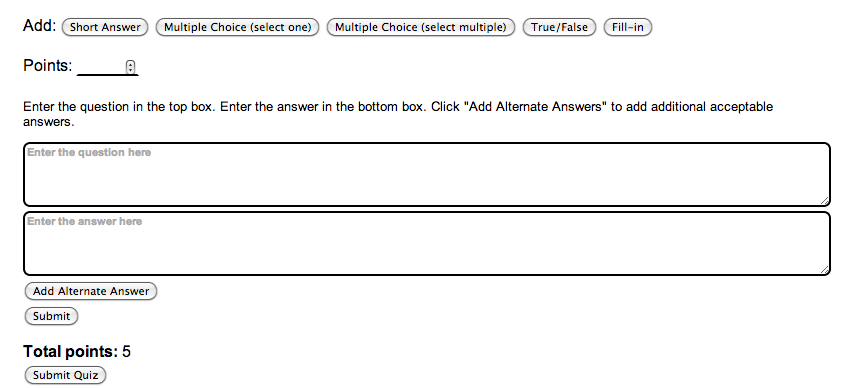 Add: Short Answer Multiple Choice (select one) Multiple Choice (select multiple) True/False Fill-in
Points:
Enter the question in the top box. Enter the answer in the bottom box. Click "Add Alternate Answers" to add additional acceptable
answers.
Enter the question here
Enter the answer here
Add Alternate Answer
Submit
Total points: 5
Submit Quiz